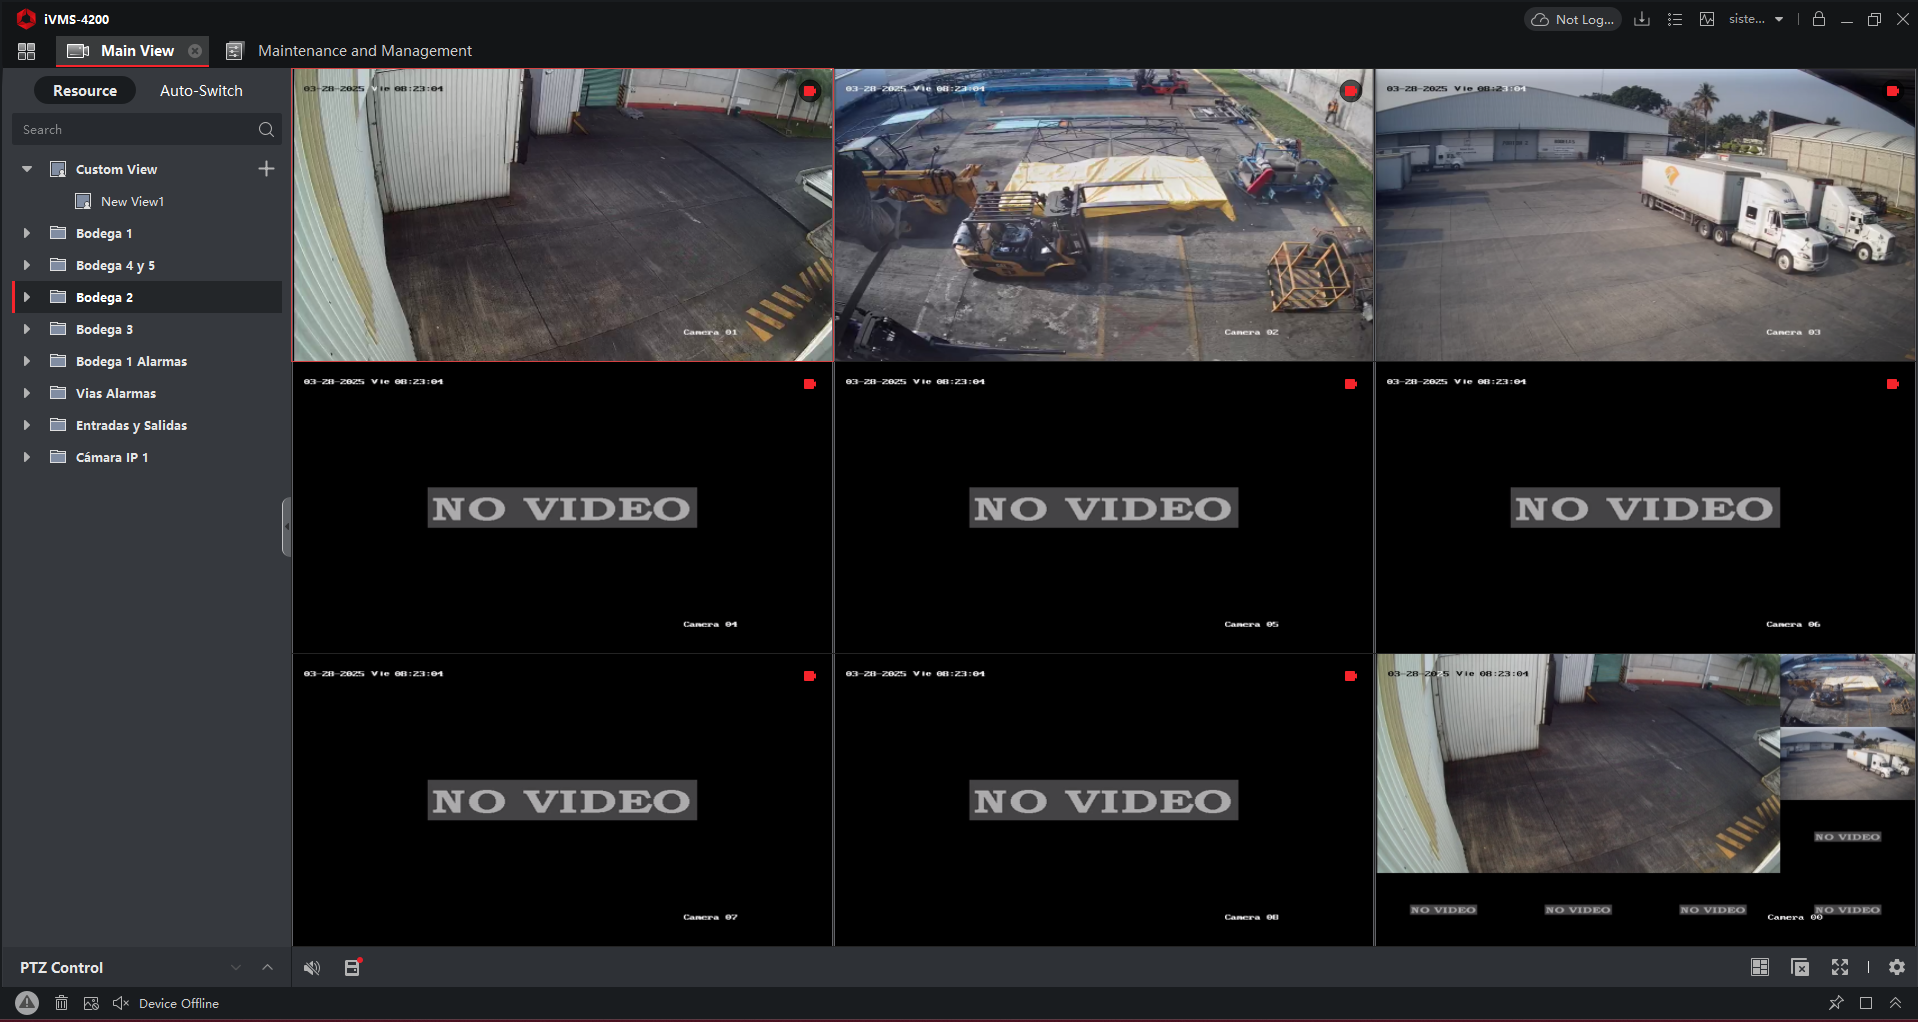 iVMS-4200
Not Log...
siste...
Main View
Maintenance and Management
Resource
Auto-Switch
Search
Custom View
New View1
Bodega 1
Bodega 4 y 5
Bodega 2
Bodega 3
Bodega 1 Alarmas
Vias Alarmas
Entradas y Salidas
Cámara IP 1
03-28-2025 Vie 08:23:04
Camera 01
03-28-2025 Vie 08:23:04
Camera 02
03-28-2025 Vie 08:23:04
Camera 03
03-28-2025 Vie 08:23:04
NO VIDEO
Camera 04
03-28-2025 Vie 08:23:04
NO VIDEO
Camera 05
03-28-2025 Vie 08:23:04
NO VIDEO
Camera 06
03-28-2025 Vie 08:23:04
NO VIDEO
Camera 07
03-28-2025 Vie 08:23:04
NO VIDEO
Camera 08
03-28-2025 Vie 08:23:04
NO VIDEO
NO VIDEO
NO VIDEO
NO VIDEO
NO VIDEO
Camera 00
PTZ Control
Device Offline